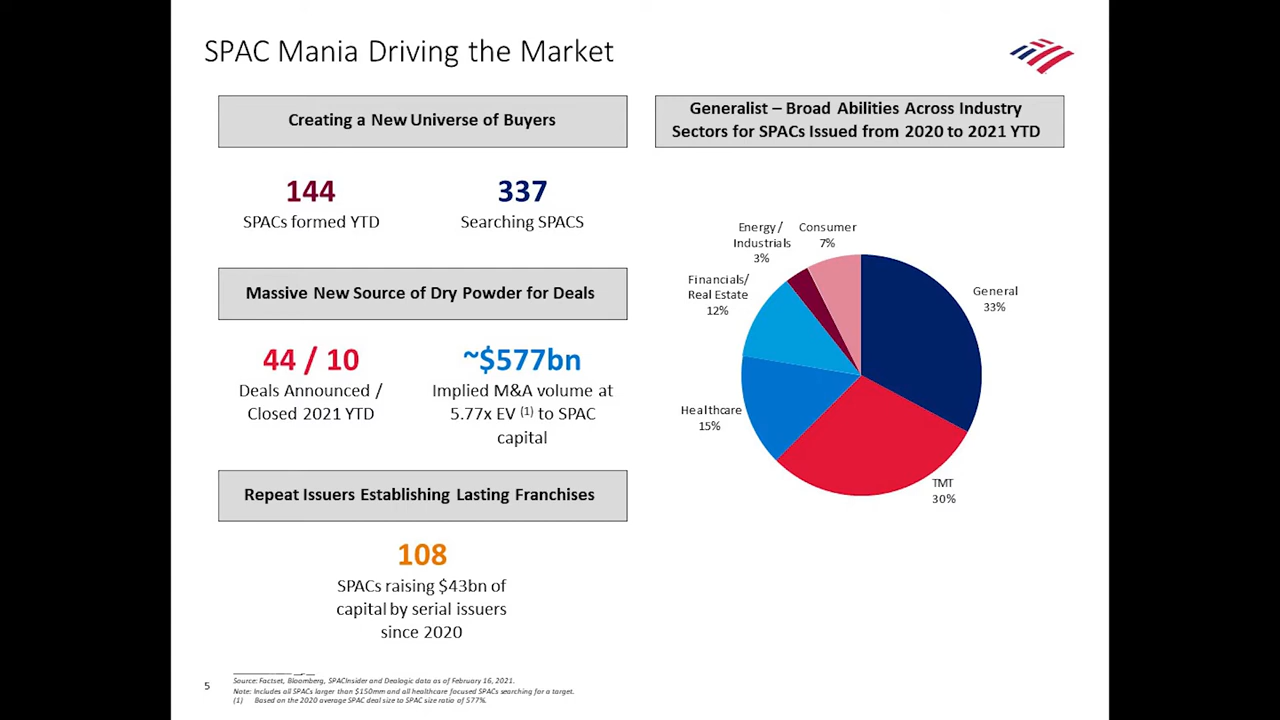 SPAC Mania Driving the Market
Creating a New Universe of Buyers
144
SPACs formed YTD
337
Searching SPACS
Massive New Source of Dry Powder for Deals
44 / 10
Deals Announced /
Closed 2021 YTD
~$577bn
Implied M&A volume at
5.77x EV (1) to SPAC
capital
Repeat Issuers Establishing Lasting Franchises
108
SPACs raising $43bn of
capital by serial issuers
since 2020
Generalist – Broad Abilities Across Industry
Sectors for SPACs Issued from 2020 to 2021 YTD
Energy /
Industrials
3%
Consumer
7%
Financials/
Real Estate
12%
General
33%
Healthcare
15%
TMT
30%
5
Source: Factset, Bloomberg, SPACInsider and Dealogic data as of February 16, 2021.
Note: Includes all SPACs larger than $150mm and all healthcare focused SPACs searching for a target.
(1) Based on the 2020 average SPAC deal size to SPAC size ratio of 577%.